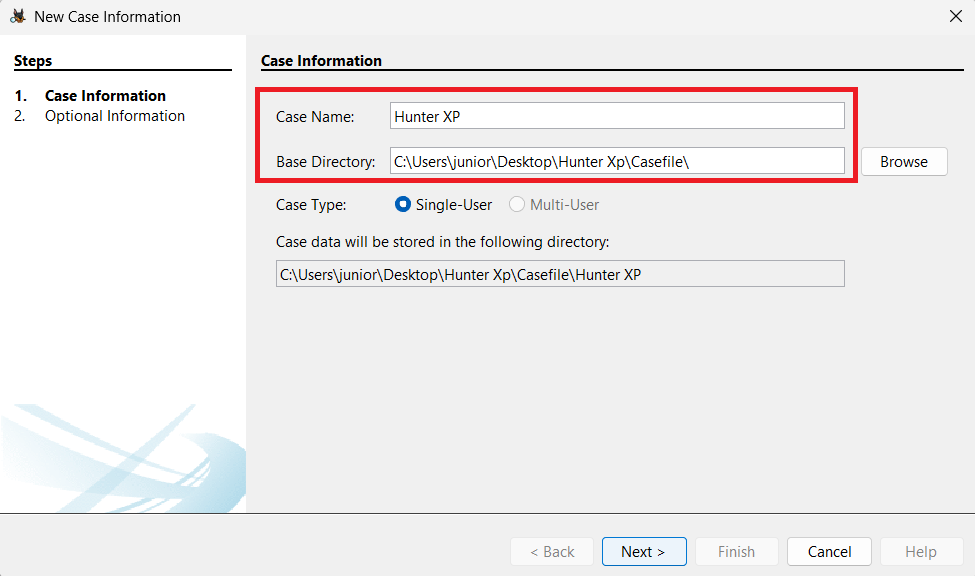 New Case Information
Steps
1. Case Information
2. Optional Information
Case Information
Case Name: Hunter XP
Base Directory: C:\Users\junior\Desktop\Hunter Xp\Casefile\ Browse
Case Type: Single-User Multi-User
Case data will be stored in the following directory:
C:\Users\junior\Desktop\Hunter Xp\Casefile\Hunter XP
< Back Next > Finish Cancel Help